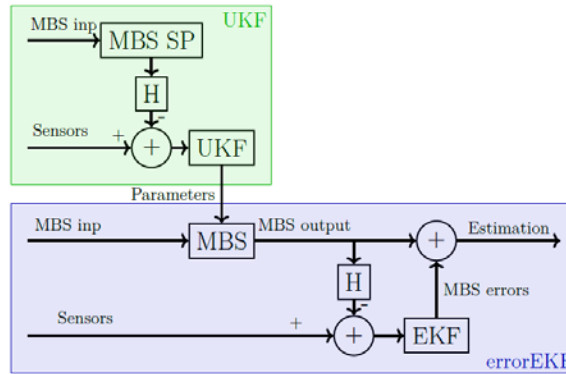 UKF
MBS inp
MBS SP
H
-
Sensors
+
+
UKF
Parameters
MBS inp
MBS
MBS output
+
Estimation
H
-
MBS errors
Sensors
+
+
EKF
errorEKF